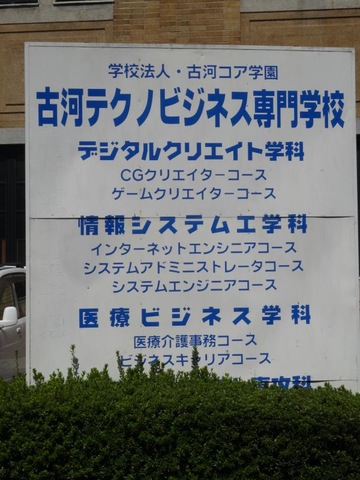 学校法人・古河コア学園
古河テクノビジネス専門学校
デジタルクリエイト学科
CGクリエイターコース
ゲームクリエイターコース
情報システム工学科
インターネットエンジニアコース
システムアドミニストレータコース
システムエンジニアコース
医療ビジネス学科
医療介護事務コース
ビジネスキャリアコース
専攻科